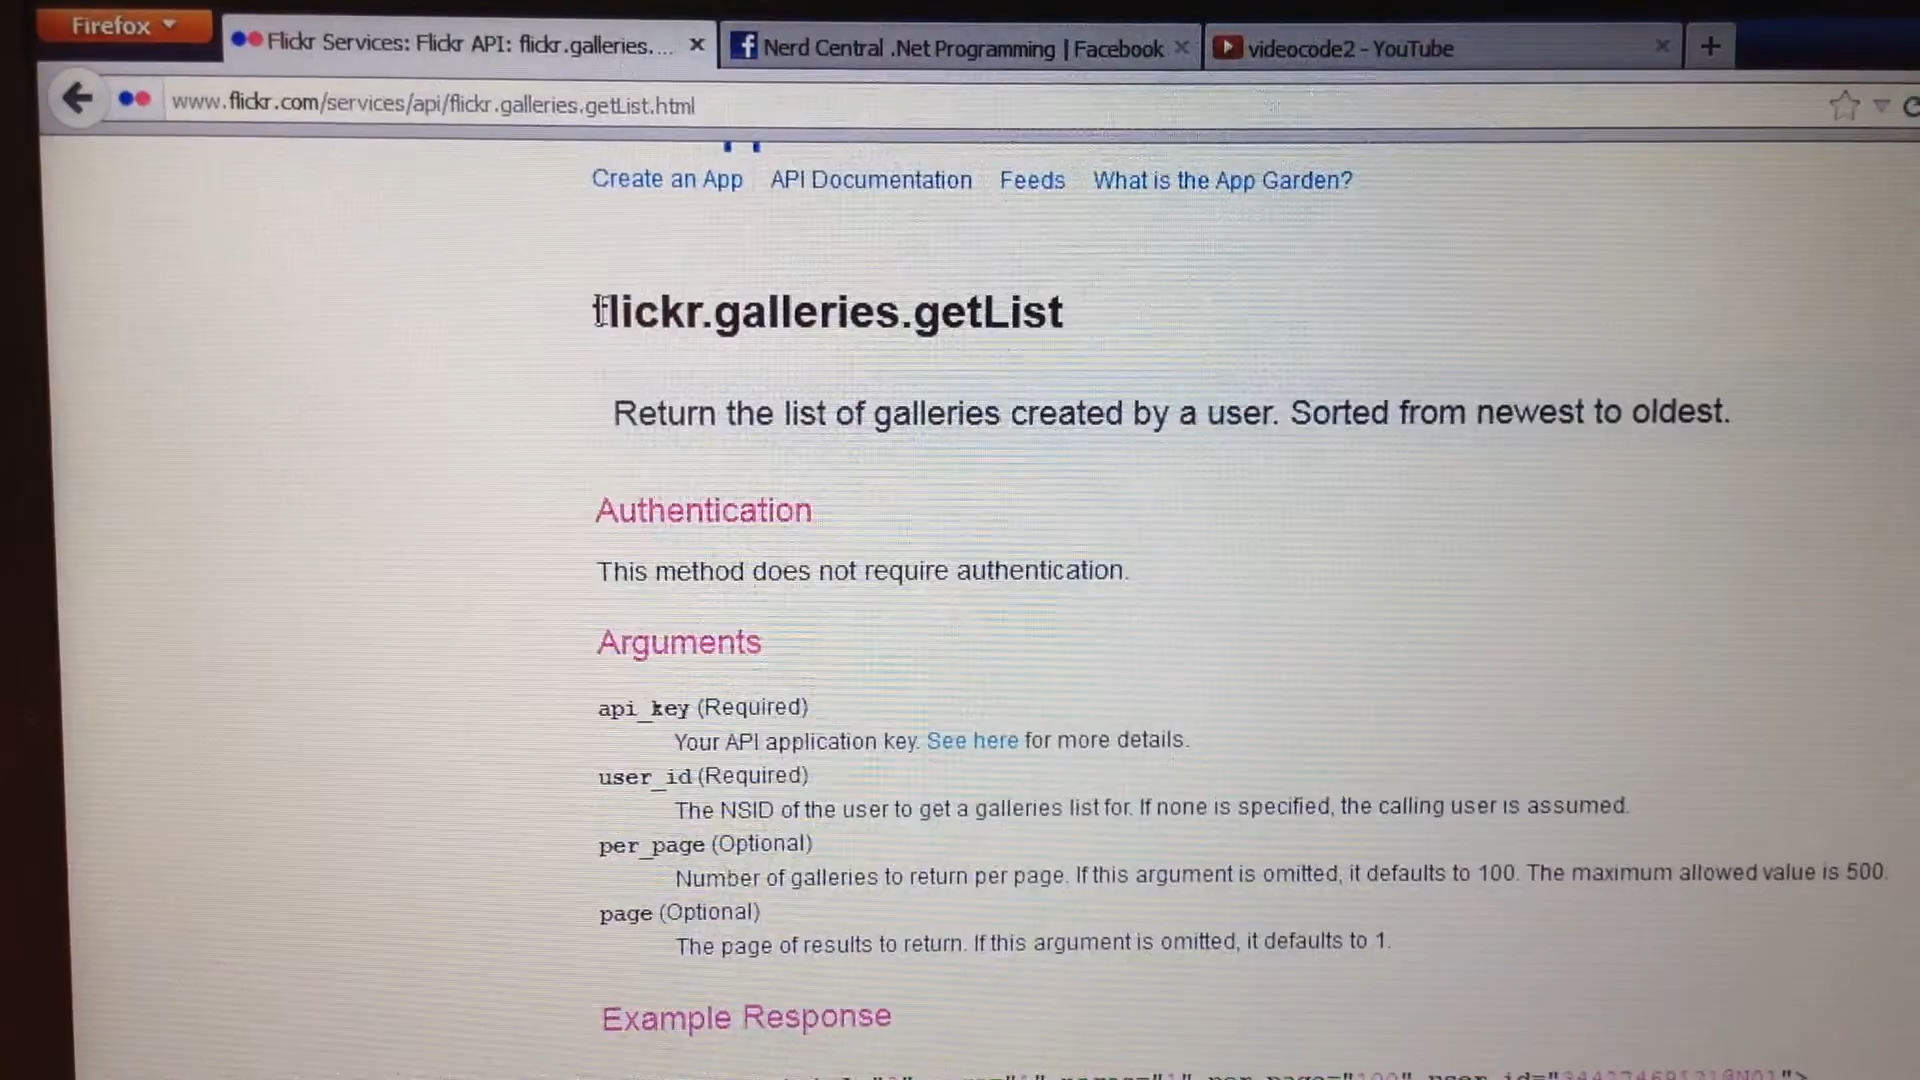 Firefox
Flickr Services: Flickr API: flickr.galleries....
Nerd Central .Net Programming | Facebook
videocode2 - YouTube
www.flickr.com/services/api/flickr.galleries.getList.html
Create an App API Documentation Feeds What is the App Garden?
flickr.galleries.getList
Return the list of galleries created by a user. Sorted from newest to oldest.
Authentication
This method does not require authentication.
Arguments
api_key (Required)
Your API application key. See here for more details.
user_id (Required)
The NSID of the user to get a galleries list for. If none is specified, the calling user is assumed.
per_page (Optional)
Number of galleries to return per page. If this argument is omitted, it defaults to 100. The maximum allowed value is 500.
page (Optional)
The page of results to return. If this argument is omitted, it defaults to 1.
Example Response